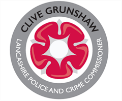 CLIVE GRUNSHAW
LANCASHIRE POLICE AND CRIME COMMISSIONER